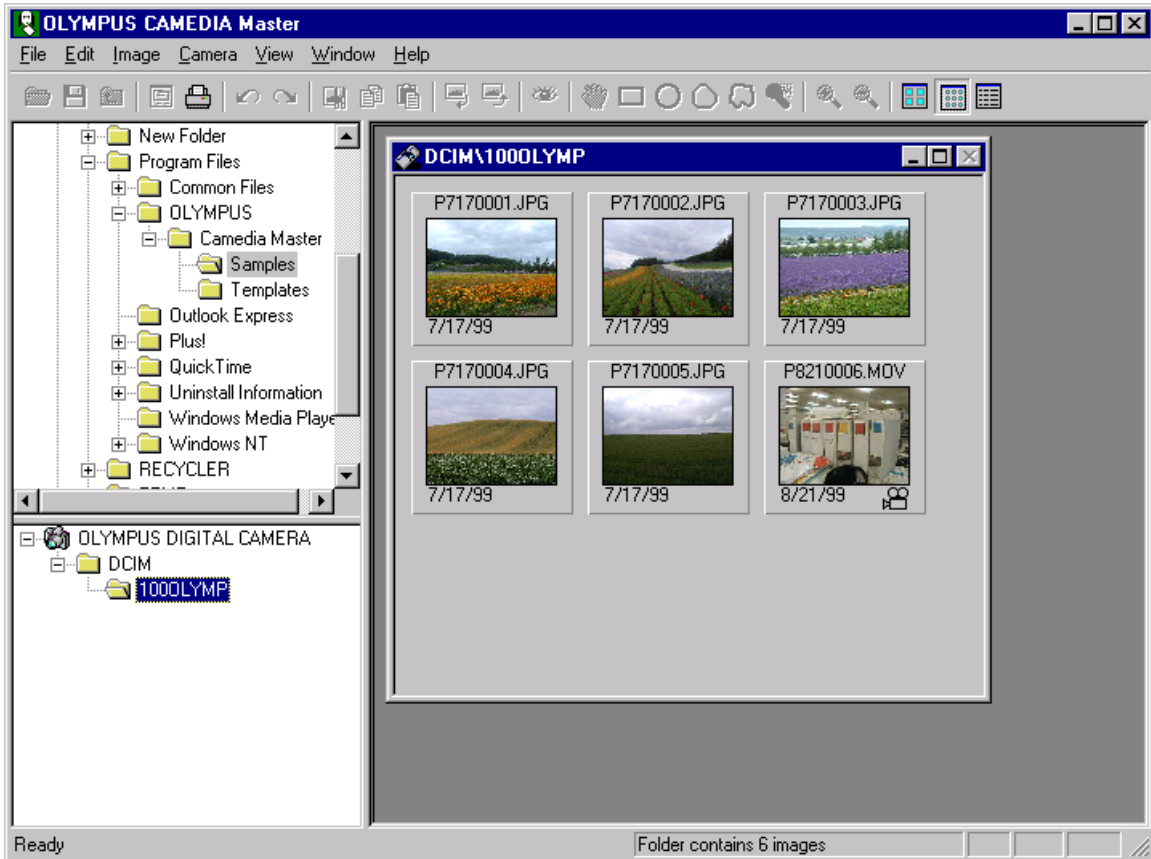 OLYMPUS CAMEDIA Master
File Edit Image Camera View Window Help
New Folder
Program Files
Common Files
OLYMPUS
Camedia Master
Samples
Templates
Outlook Express
Plus!
QuickTime
Uninstall Information
Windows Media Playe
Windows NT
RECYCLER
OLYMPUS DIGITAL CAMERA
DCIM
100OLYMP
DCIM\100OLYMP
P7170001.JPG P7170002.JPG P7170003.JPG
7/17/99 7/17/99 7/17/99
P7170004.JPG P7170005.JPG P8210006.MOV
7/17/99 7/17/99 8/21/99
Ready Folder contains 6 images